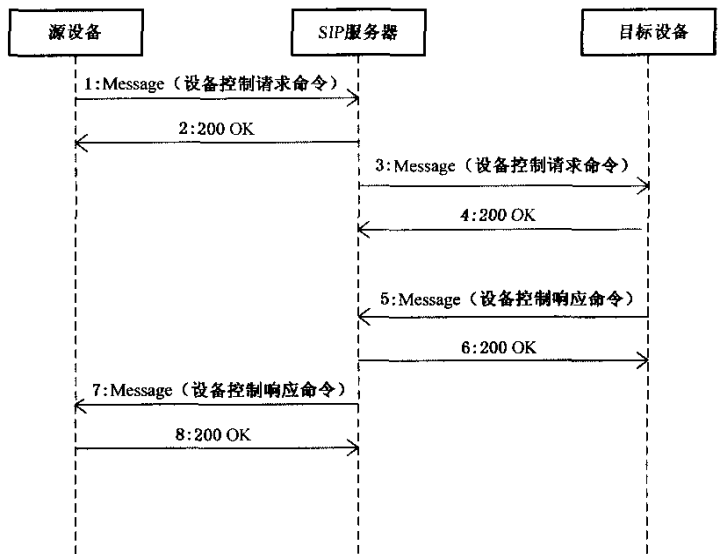 源设备
SIP服务器
目标设备
1:Message（设备控制请求命令）
2:200 OK
3:Message（设备控制请求命令）
4:200 OK
5:Message（设备控制响应命令）
6:200 OK
7:Message（设备控制响应命令）
8:200 OK